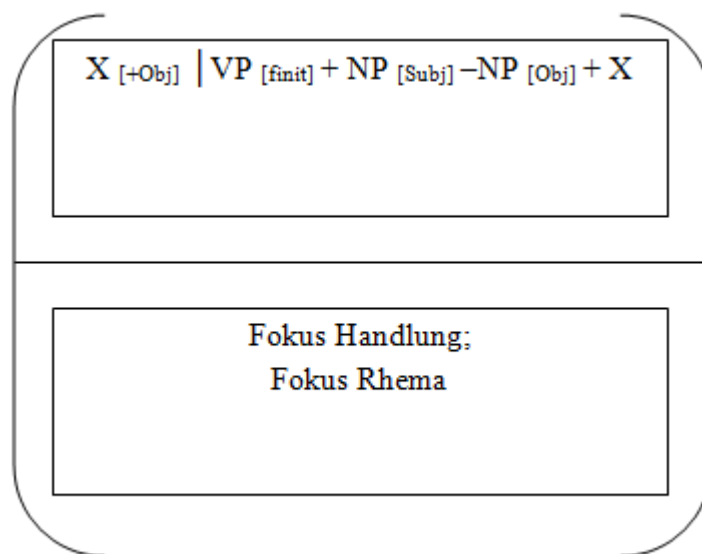 X [+Obj] | VP [finit] + NP [Subj] –NP [Obj] + X
Fokus Handlung;
Fokus Rhema